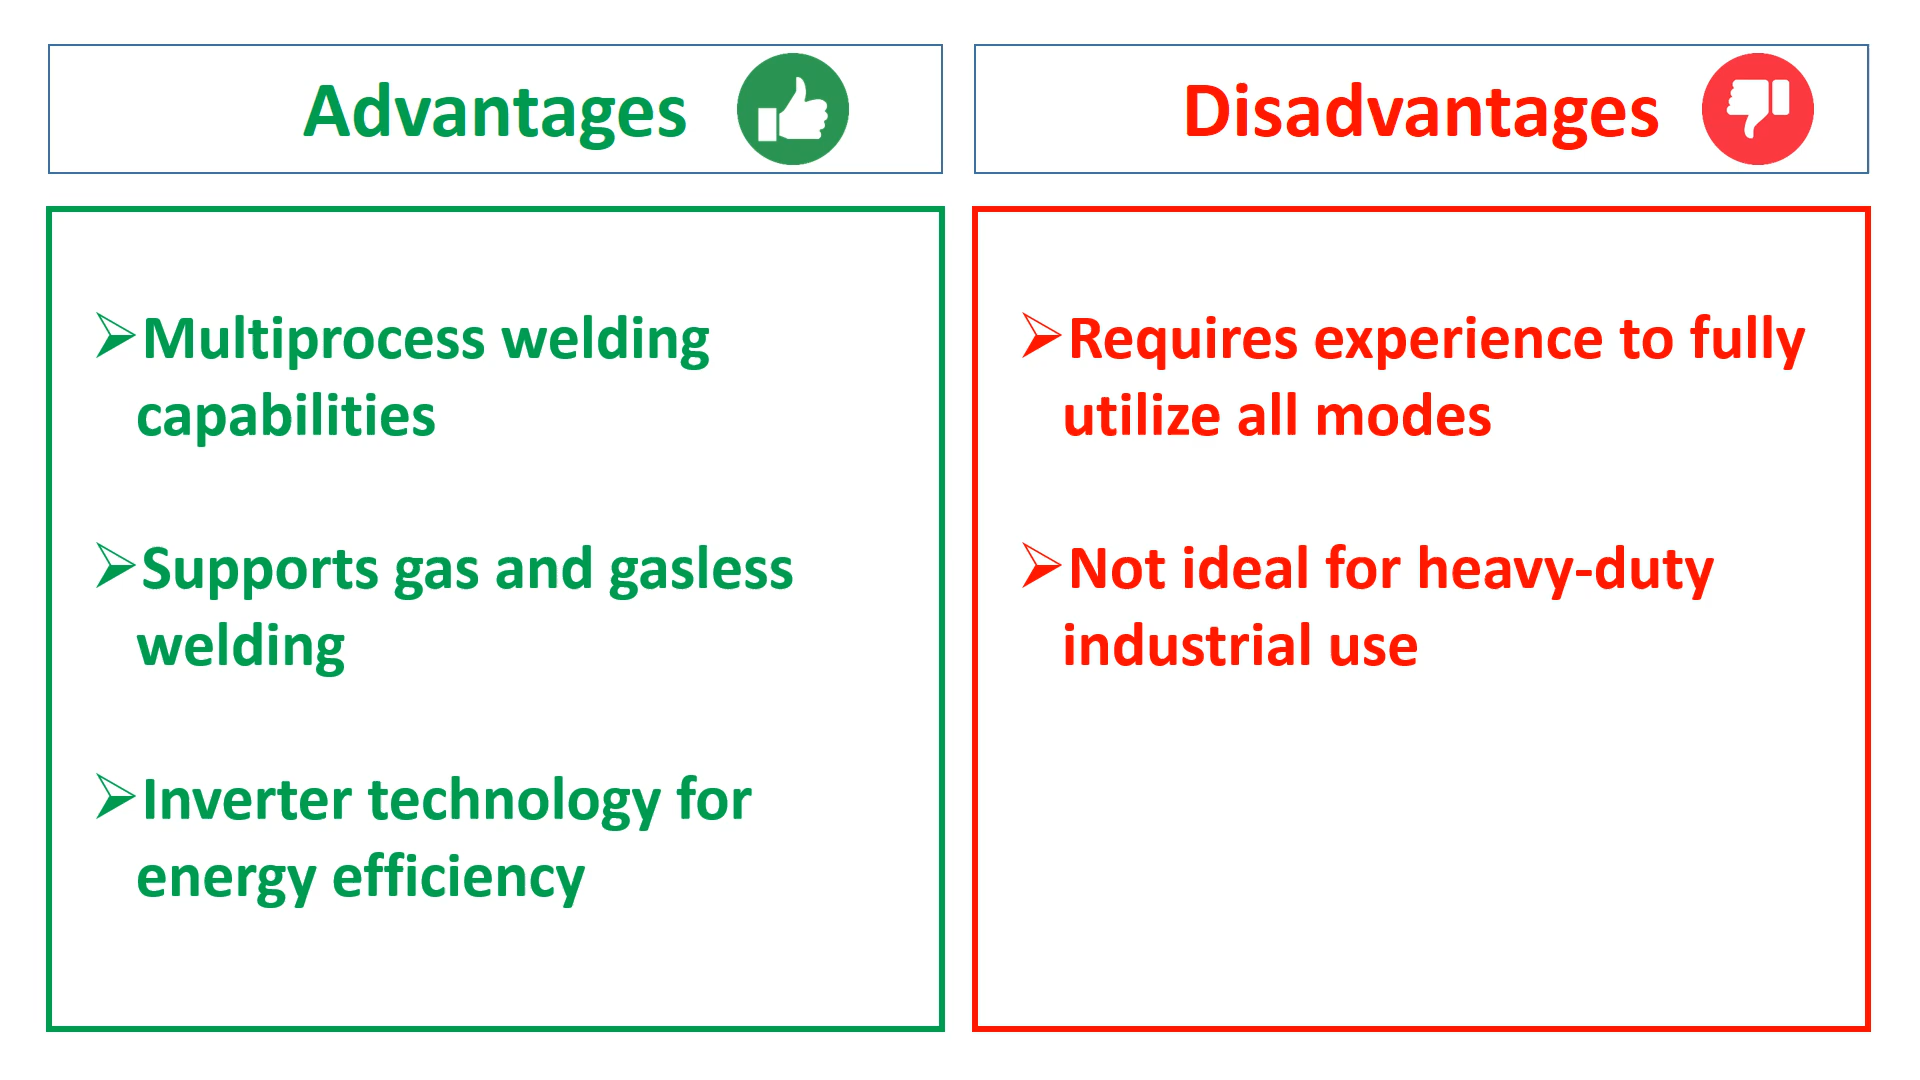 Advantages
Multiprocess welding
capabilities
Supports gas and gasless
welding
Inverter technology for
energy efficiency
Disadvantages
Requires experience to fully
utilize all modes
Not ideal for heavy-duty
industrial use